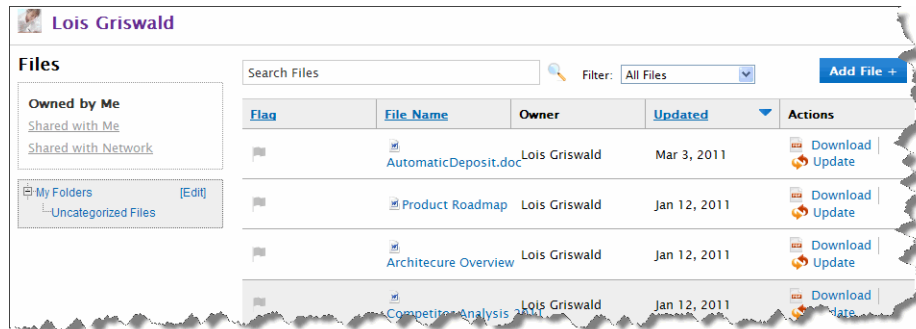 Lois Griswald
Files
Owned by Me
Shared with Me
Shared with Network
My Folders [Edit]
Uncategorized Files
Search Files Filter: All Files Add File +
Flag File Name Owner Updated Actions
AutomaticDeposit.doc Lois Griswald Mar 3, 2011 Download
Update
Product Roadmap Lois Griswald Jan 12, 2011 Download
Update
Architecure Overview Lois Griswald Jan 12, 2011 Download
Update
Competitor Analysis 2011 Lois Griswald Jan 12, 2011 Download